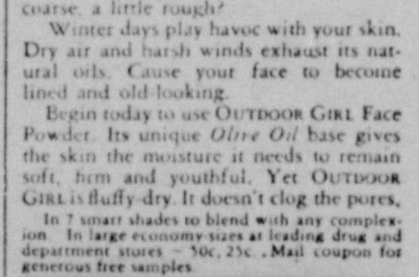 coarse, a little rough?
Winter days play havoc with your skin.
Dry air and harsh winds exhaust its nat-
ural oils. Cause your face to become
lined and old-looking.
Begin today to use OUTDOOR GIRL Face
Powder. Its unique Olive Oil base gives
the skin the moisture it needs to remain
soft, firm and youthful. Yet OUTDOOR
GIRL is fluffy-dry. It doesn't clog the pores,
In 7 smart shades to blend with any complex-
ion. In large economy sizes at leading drug and
department stores – 50c, 25c. Mail coupon for
generous free samples.